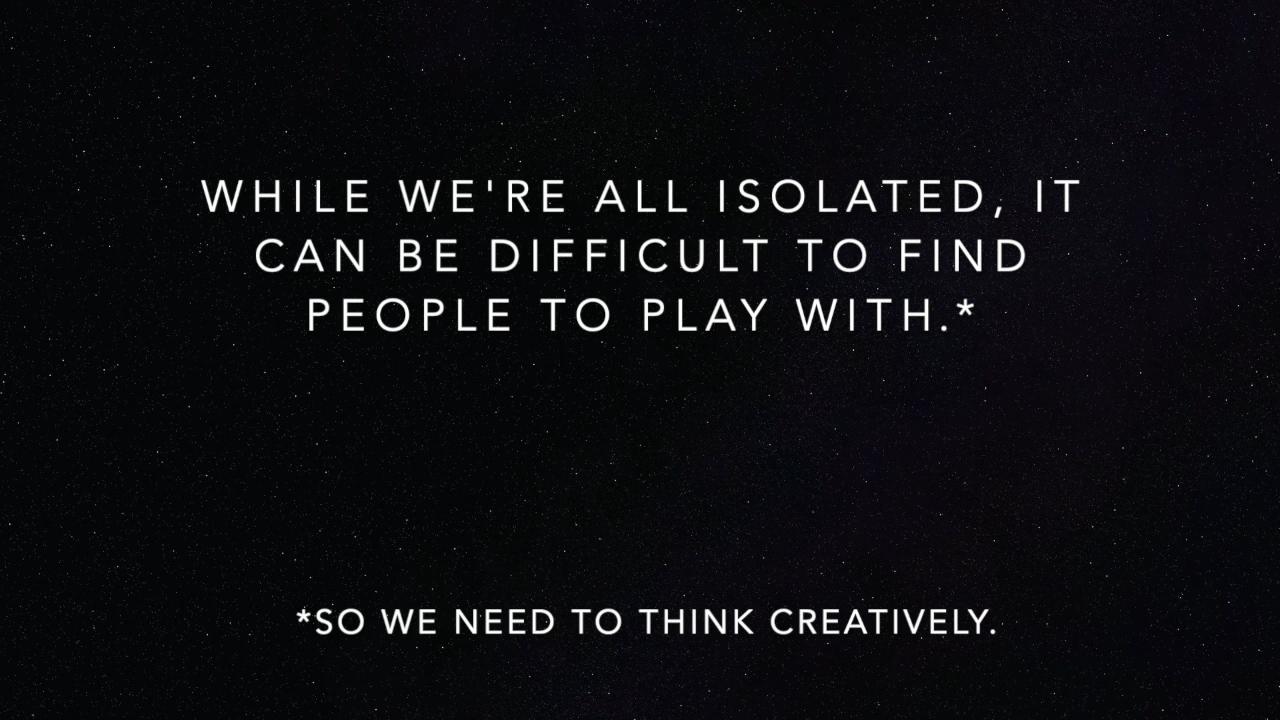 WHILE WE'RE ALL ISOLATED, IT
CAN BE DIFFICULT TO FIND
PEOPLE TO PLAY WITH.*
*SO WE NEED TO THINK CREATIVELY.